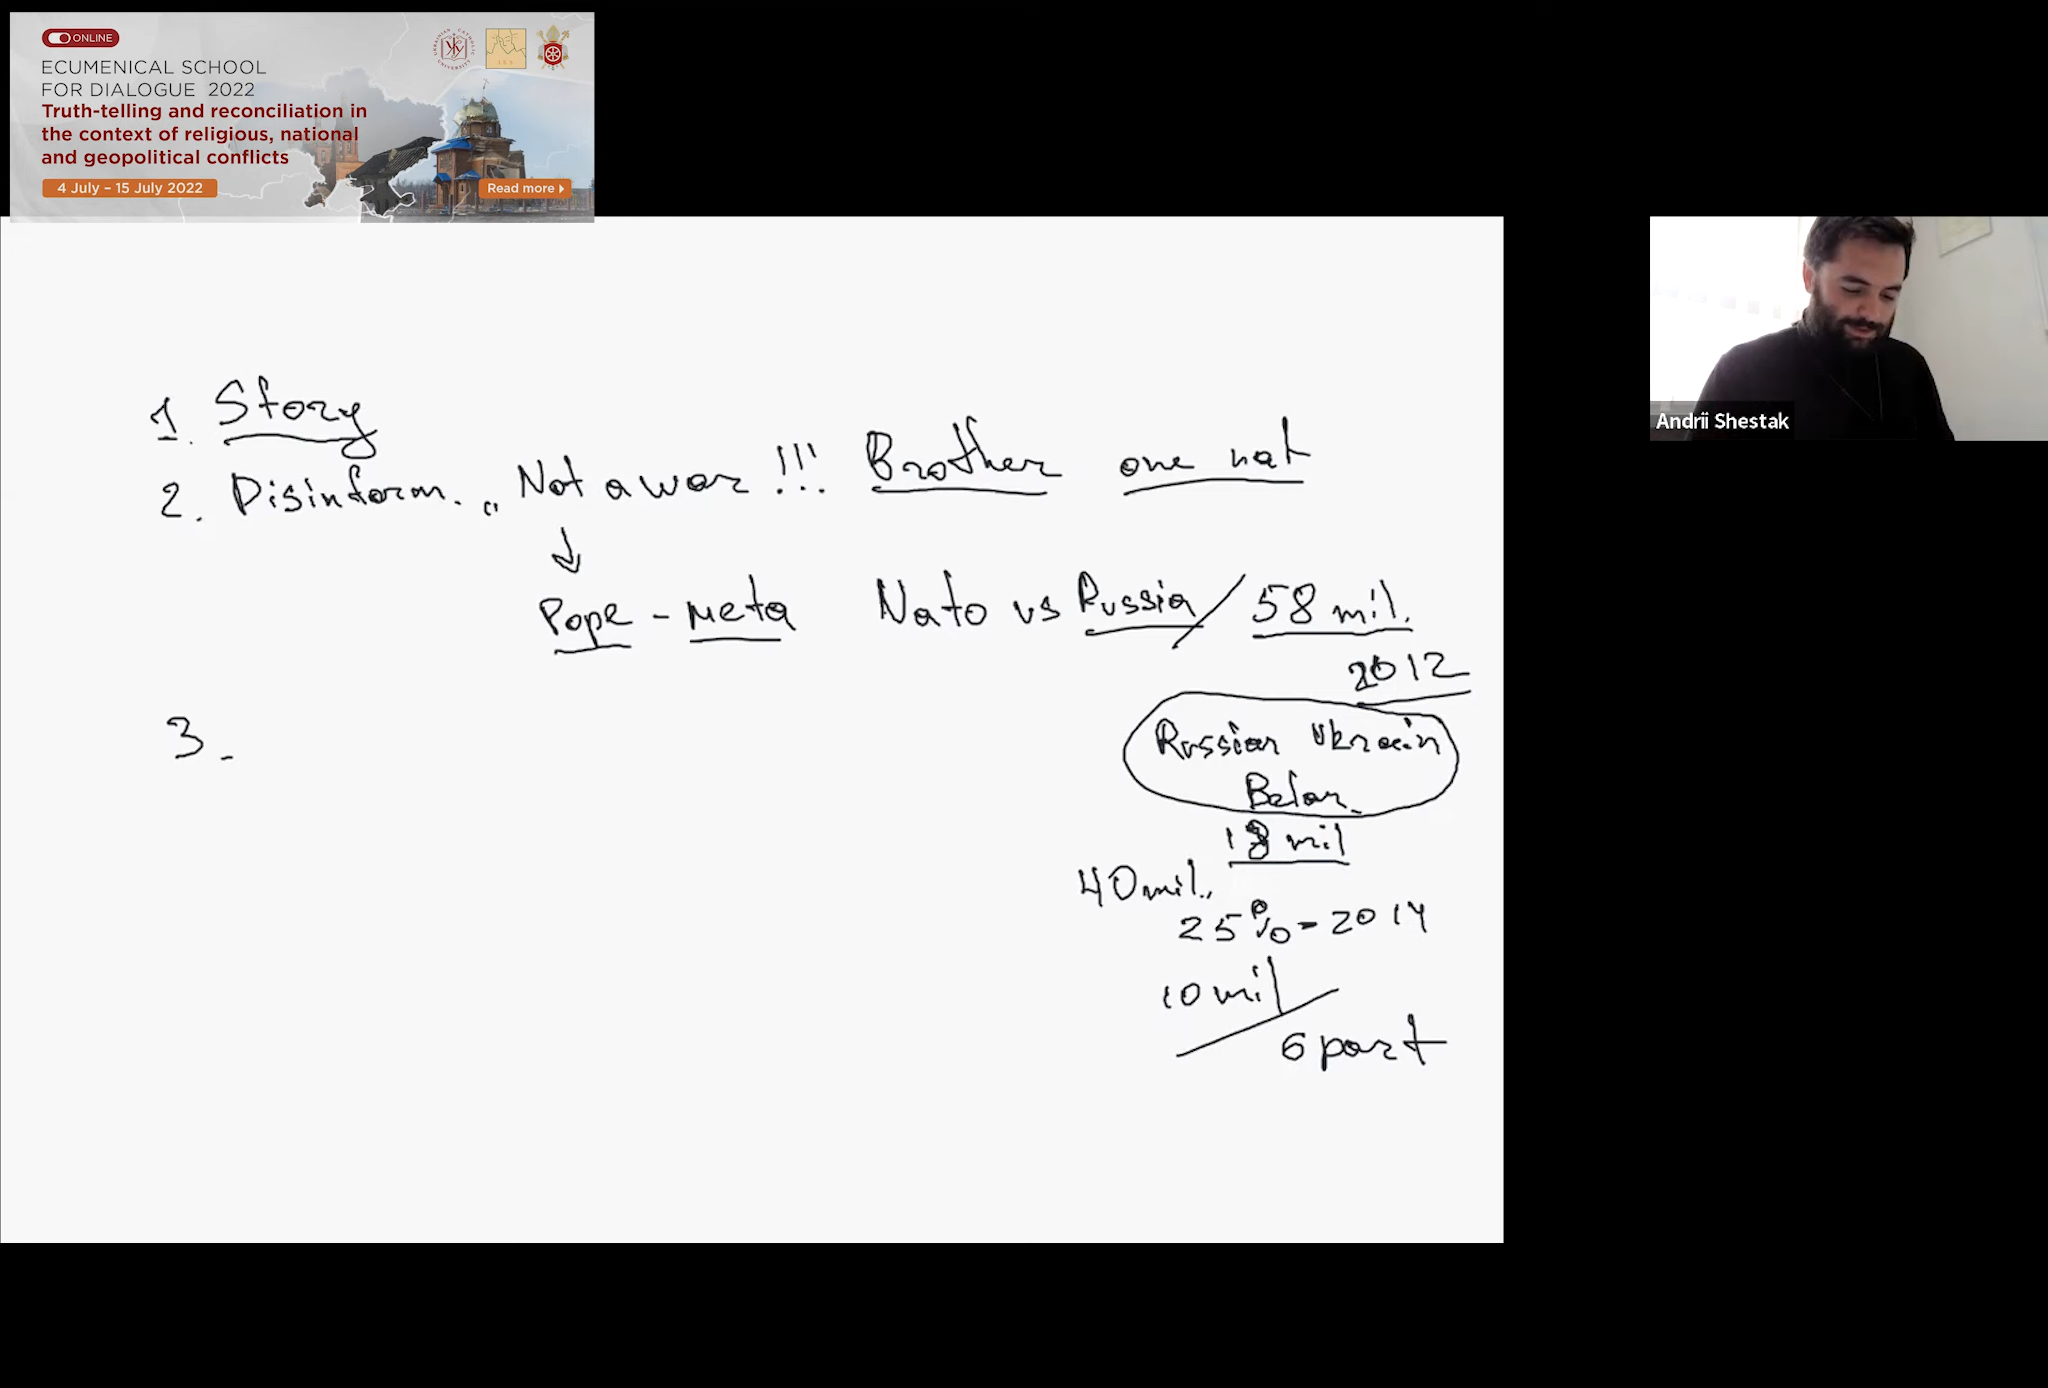 ONLINE
ECUMENICAL SCHOOL
FOR DIALOGUE 2022
Truth-telling and reconciliation in
the context of religious, national
and geopolitical conflicts
4 July – 15 July 2022
Read more
UKRAINIAN CATHOLIC UNIVERSITY
Andrii Shestak
1. Story
2. Disinform. „Not a war !!! Brother one nat
Pope - meta Nato vs Russia / 58 mil.
2012
Russian Ukrain
Belar.
18 mil
40 mil.
25% - 2014
10 mil
6 part
3.